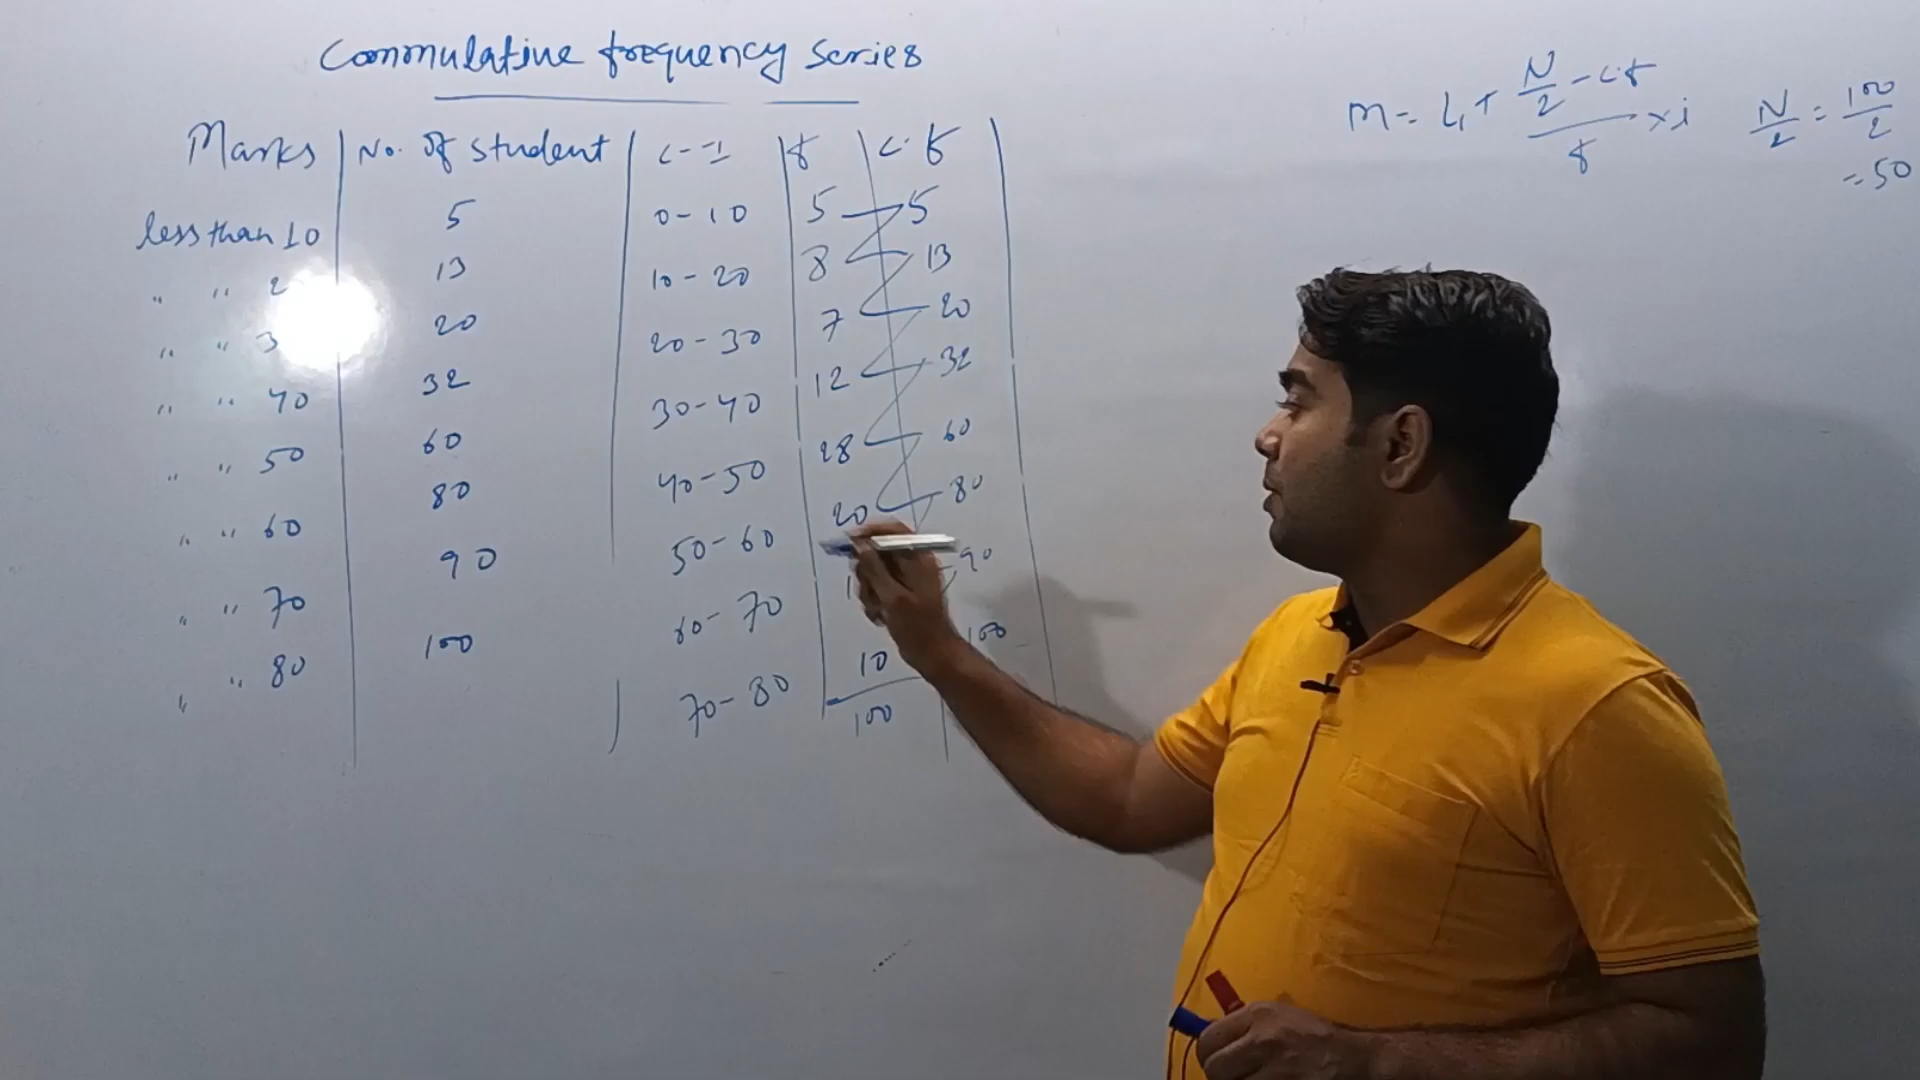 Commulative frequency series
M = L1 + N/2 - c.f / f × i N/2 = 100/2
= 50
Marks No. of student C-I f c.f
less than 10 5 0-10 5 5
" " 2 13 10-20 8 13
" " 3 20 20-30 7 20
" " 40 32 30-40 12 32
" " 50 60 40-50 28 60
" " 60 80 50-60 20 80
" " 70 90 60-70 1 90
" " 80 100 70-80 10 100
100